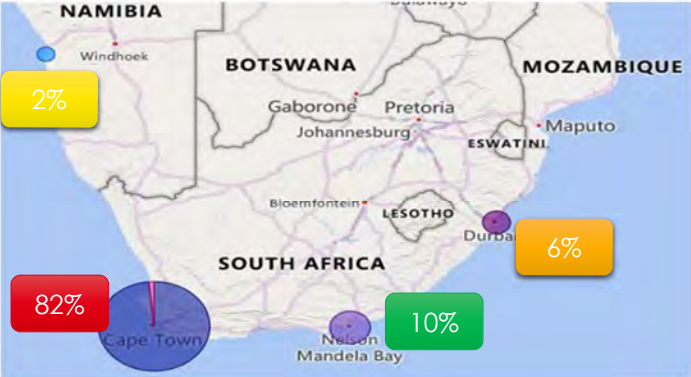 NAMIBIA
Windhoek
2%
BOTSWANA
MOZAMBIQUE
Gaborone
Pretoria
Johannesburg
Maputo
ESWATINI
Bloemfontein
LESOTHO
Durba
6%
SOUTH AFRICA
82%
Cape Town
10%
Nelson
Mandela Bay